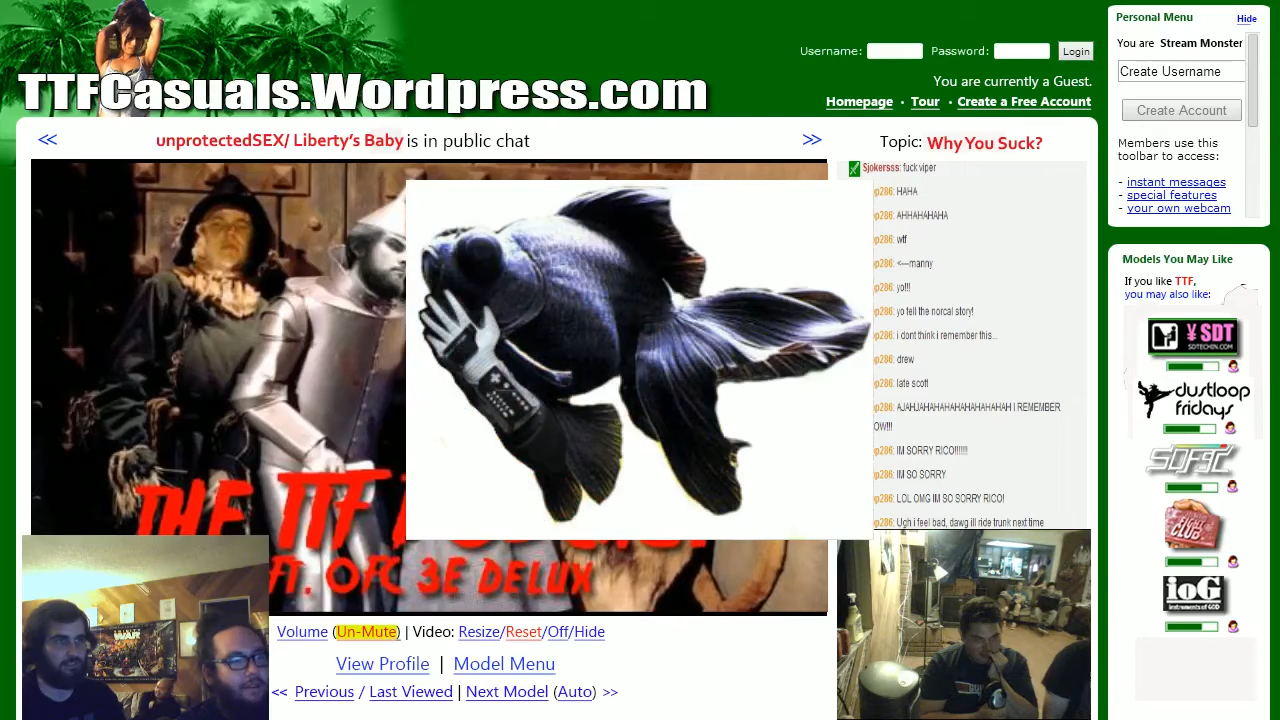 TTFCasuals.Wordpress.com
Username: Password: Login
You are currently a Guest.
Homepage • Tour • Create a Free Account
<< unprotectedSEX/ Liberty's Baby is in public chat >>
Topic: Why You Suck?
THE TTF
3E DELUX
Sjokersss: fuck viper
p286: HAHA
p286: AHHAHAHAHA
p286: wtf
p286: <---manny
p286: yo!!!
p286: yo tell the norcal story!
p286: i dont think i remember this...
p286: drew
p286: late scott
p286: AJAHJAHAHAHAHAHAHAHAH I REMEMBER
OW!!!
p286: IM SORRY RICO!!!!!!!
p286: IM SO SORRY
p286: LOL OMG IM SO SORRY RICO!
p286: Ugh i feel bad, dawg ill ride trunk next time
Volume (Un-Mute) | Video: Resize/Reset/Off/Hide
View Profile | Model Menu
<< Previous / Last Viewed | Next Model (Auto) >>
Personal Menu Hide
You are Stream Monster
Create Username
Create Account
Members use this
toolbar to access:
- instant messages
- special features
- your own webcam
Models You May Like
If you like TTF,
you may also like:
¥SDT
SDTEKKEN.COM
dustloop
fridays
CLUB
ioG
instruments of GOD